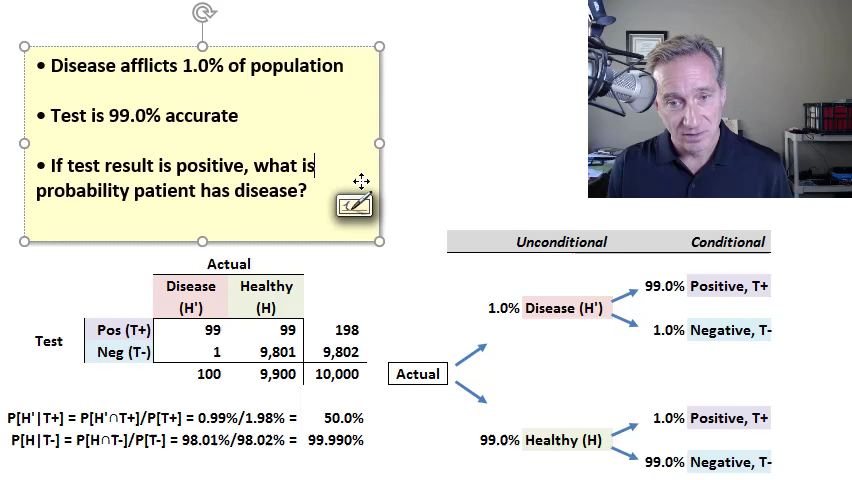 • Disease afflicts 1.0% of population
• Test is 99.0% accurate
• If test result is positive, what is
probability patient has disease?
Actual
Disease Healthy
(H') (H)
Test
Pos (T+) 99 99 198
Neg (T-) 1 9,801 9,802
100 9,900 10,000
P[H'|T+] = P[H'∩T+]/P[T+] = 0.99%/1.98% = 50.0%
P[H|T-] = P[H∩T-]/P[T-] = 98.01%/98.02% = 99.990%
Unconditional Conditional
99.0% Positive, T+
1.0% Disease (H')
1.0% Negative, T-
Actual
1.0% Positive, T+
99.0% Healthy (H)
99.0% Negative, T-